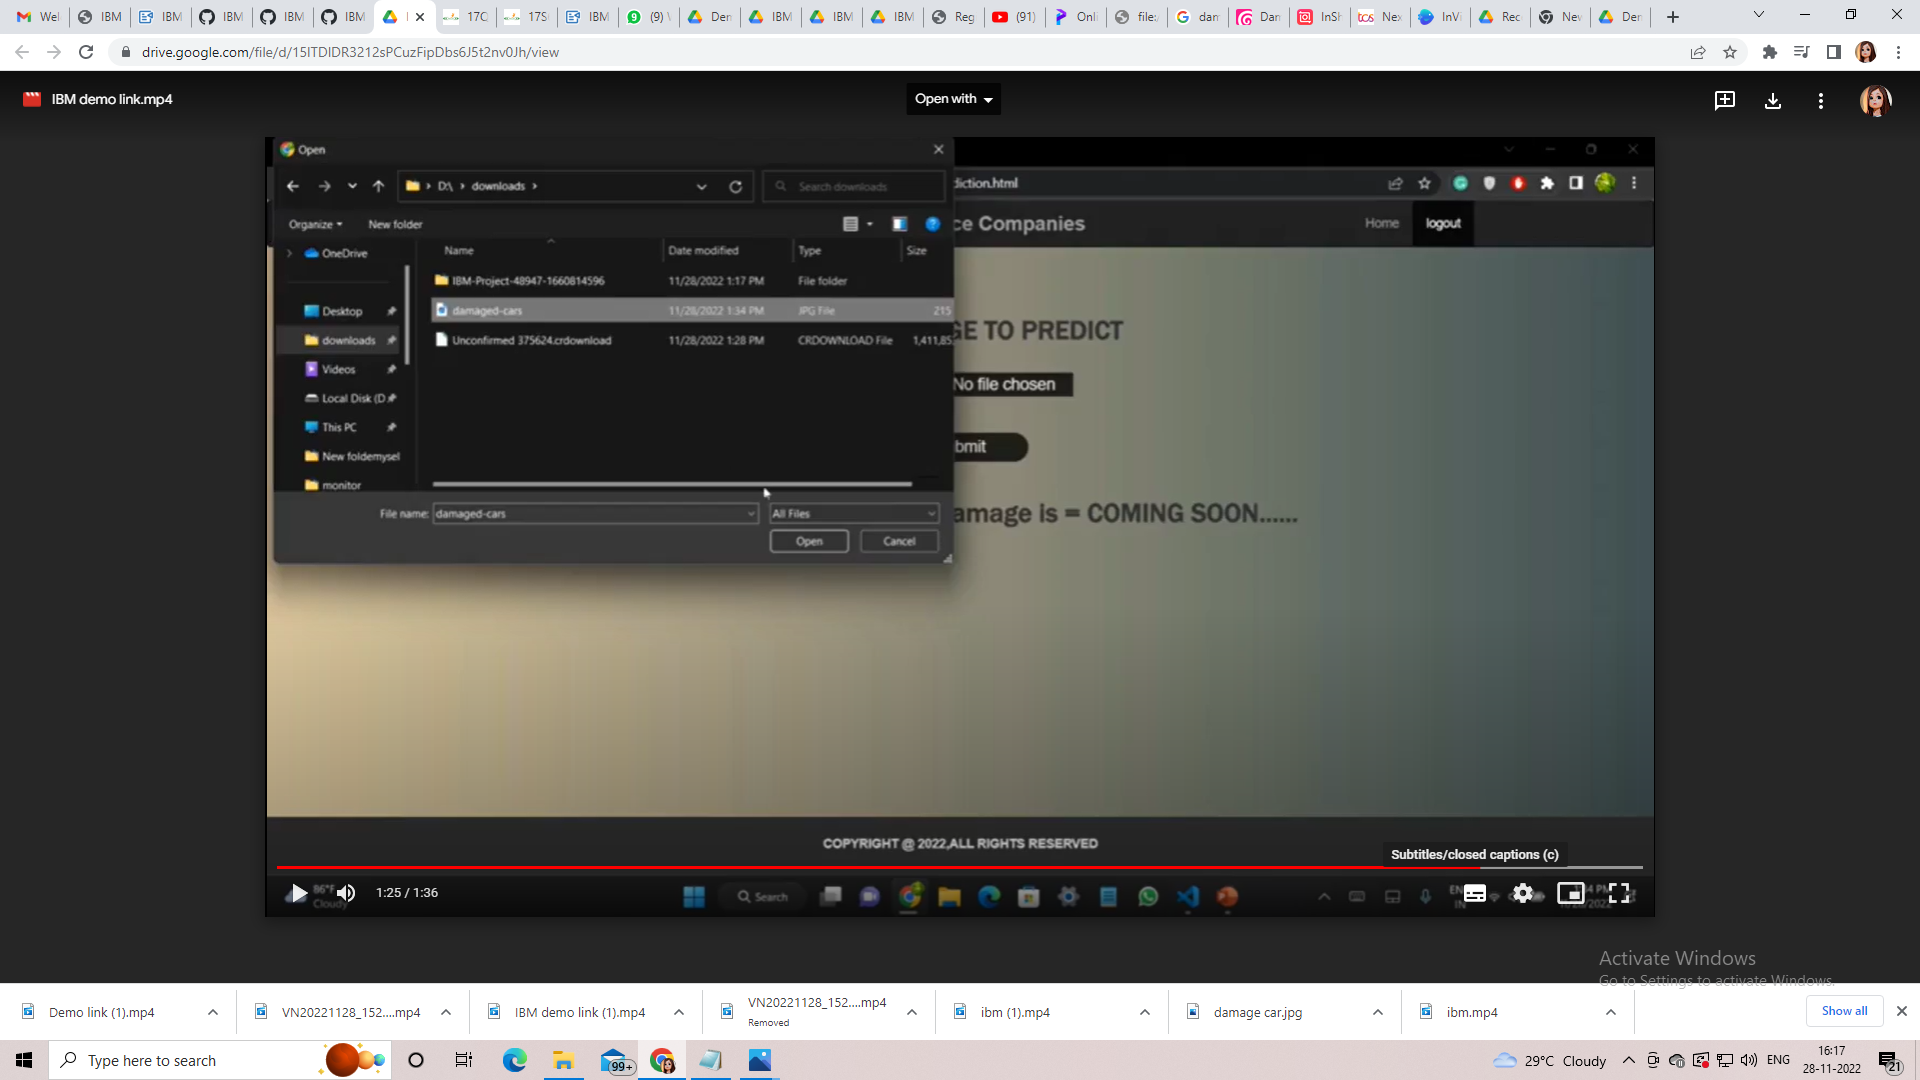 Wel
IBM
IBM
IBM
IBM
IBM
17C
17S
IBM
(9) \
Den
IBM
IBM
IBM
Reg
(91)
Onli
file:/
dam
Dan
InSh
Nex
InVi
Rec
Nev
Den
drive.google.com/file/d/15ITDIDR3212sPCuzFipDbs6J5t2nv0Jh/view
IBM demo link.mp4
Open with
Open
D:\ › downloads ›
Search downloads
diction.html
Organize
New folder
ce Companies
Home
logout
Name
Date modified
Type
Size
OneDrive
IBM-Project-48947-1660814596 11/28/2022 1:17 PM File folder
Desktop
damaged-cars 11/28/2022 1:34 PM JPG File 215
downloads
Unconfirmed 375624.crdownload 11/28/2022 1:28 PM CRDOWNLOAD File 1,411,85
GE TO PREDICT
Videos
No file chosen
Local Disk (D
This PC
bmit
New foldemysel
monitor
File name: damaged-cars
All Files
amage is = COMING SOON......
Open
Cancel
COPYRIGHT @ 2022,ALL RIGHTS RESERVED
Subtitles/closed captions (c)
86°F
Cloudy
1:25 / 1:36
Search
Activate Windows
Go to Settings to activate Windows.
Demo link (1).mp4
VN20221128_152....mp4
IBM demo link (1).mp4
VN20221128_152....mp4
Removed
ibm (1).mp4
damage car.jpg
ibm.mp4
Show all
Type here to search
99+
29°C Cloudy
ENG
16:17
28-11-2022
21